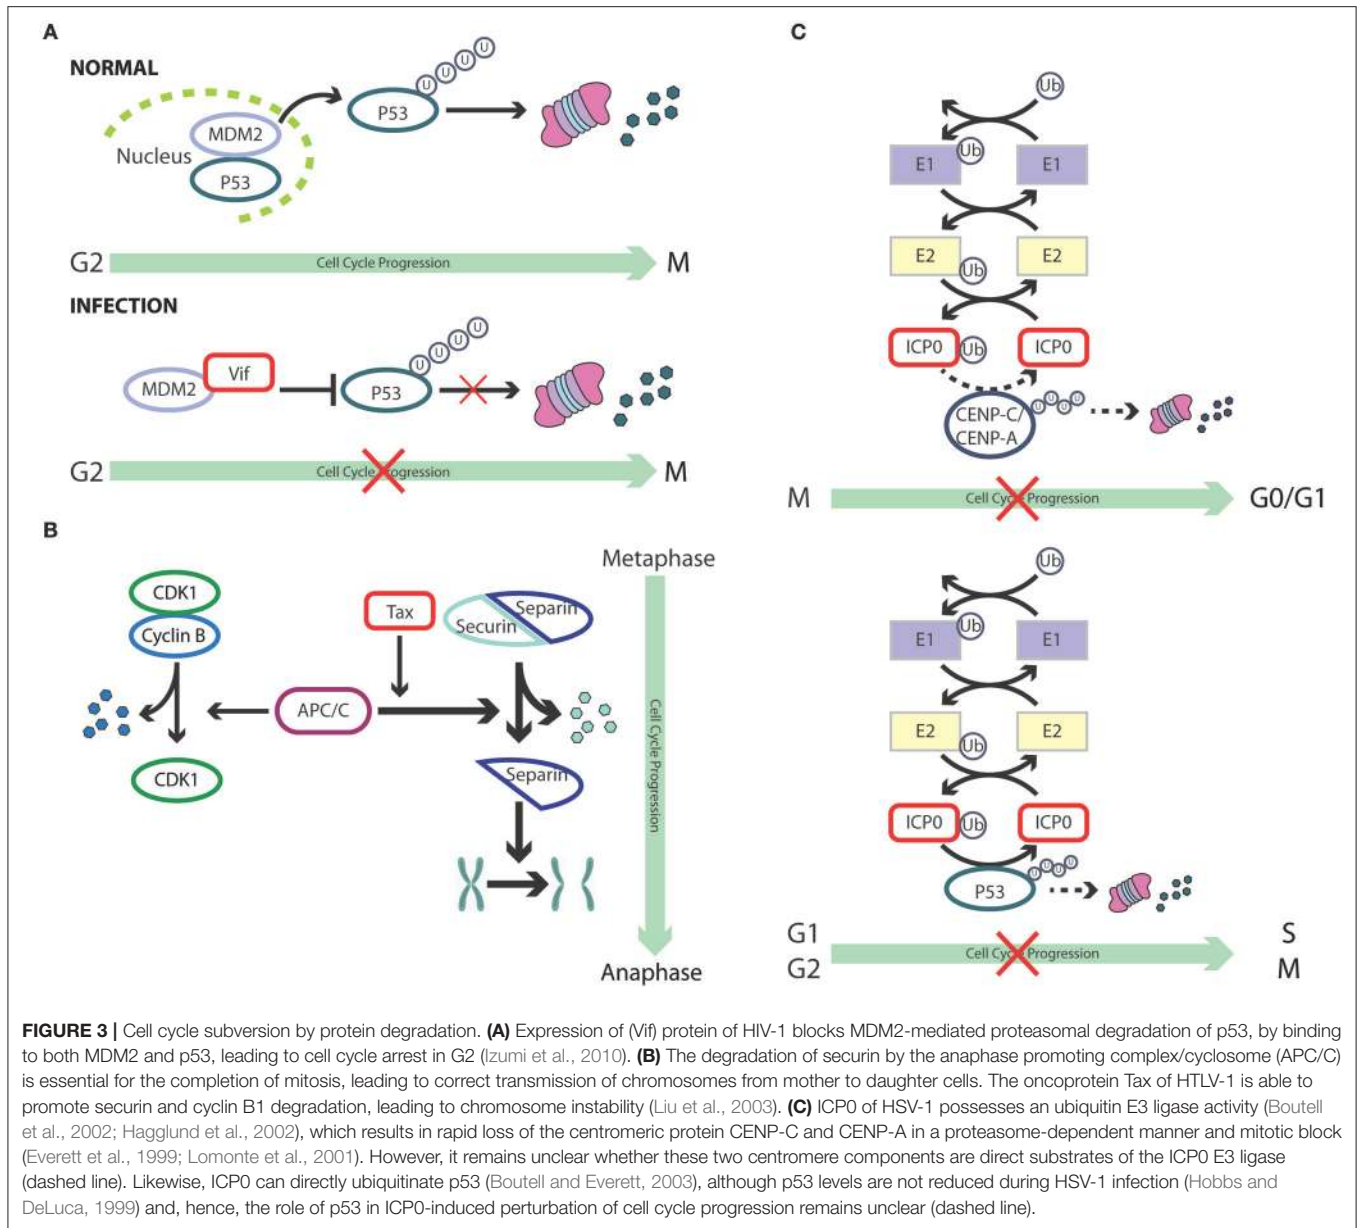 A
NORMAL
MDM2
Nucleus
P53
P53
U U U U
G2 Cell Cycle Progression M
INFECTION
MDM2
Vif
P53
U U U U
G2 Cell Cycle Progression M
B
Metaphase
CDK1
Cyclin B
Tax
Separin
Securin
APC/C
CDK1
Separin
Cell Cycle Progression
Anaphase
C
Ub
Ub
E1 E1
E2 E2
Ub
ICP0 Ub ICP0
CENP-C/
CENP-A
U U U U
M Cell Cycle Progression G0/G1
Ub
Ub
E1 E1
E2 E2
Ub
ICP0 Ub ICP0
P53
U U U U
G1 S
Cell Cycle Progression
G2 M
FIGURE 3 | Cell cycle subversion by protein degradation. (A) Expression of (Vif) protein of HIV-1 blocks MDM2-mediated proteasomal degradation of p53, by binding
to both MDM2 and p53, leading to cell cycle arrest in G2 (Izumi et al., 2010). (B) The degradation of securin by the anaphase promoting complex/cyclosome (APC/C)
is essential for the completion of mitosis, leading to correct transmission of chromosomes from mother to daughter cells. The oncoprotein Tax of HTLV-1 is able to
promote securin and cyclin B1 degradation, leading to chromosome instability (Liu et al., 2003). (C) ICP0 of HSV-1 possesses an ubiquitin E3 ligase activity (Boutell
et al., 2002; Hagglund et al., 2002), which results in rapid loss of the centromeric protein CENP-C and CENP-A in a proteasome-dependent manner and mitotic block
(Everett et al., 1999; Lomonte et al., 2001). However, it remains unclear whether these two centromere components are direct substrates of the ICP0 E3 ligase
(dashed line). Likewise, ICP0 can directly ubiquitinate p53 (Boutell and Everett, 2003), although p53 levels are not reduced during HSV-1 infection (Hobbs and
DeLuca, 1999) and, hence, the role of p53 in ICP0-induced perturbation of cell cycle progression remains unclear (dashed line).